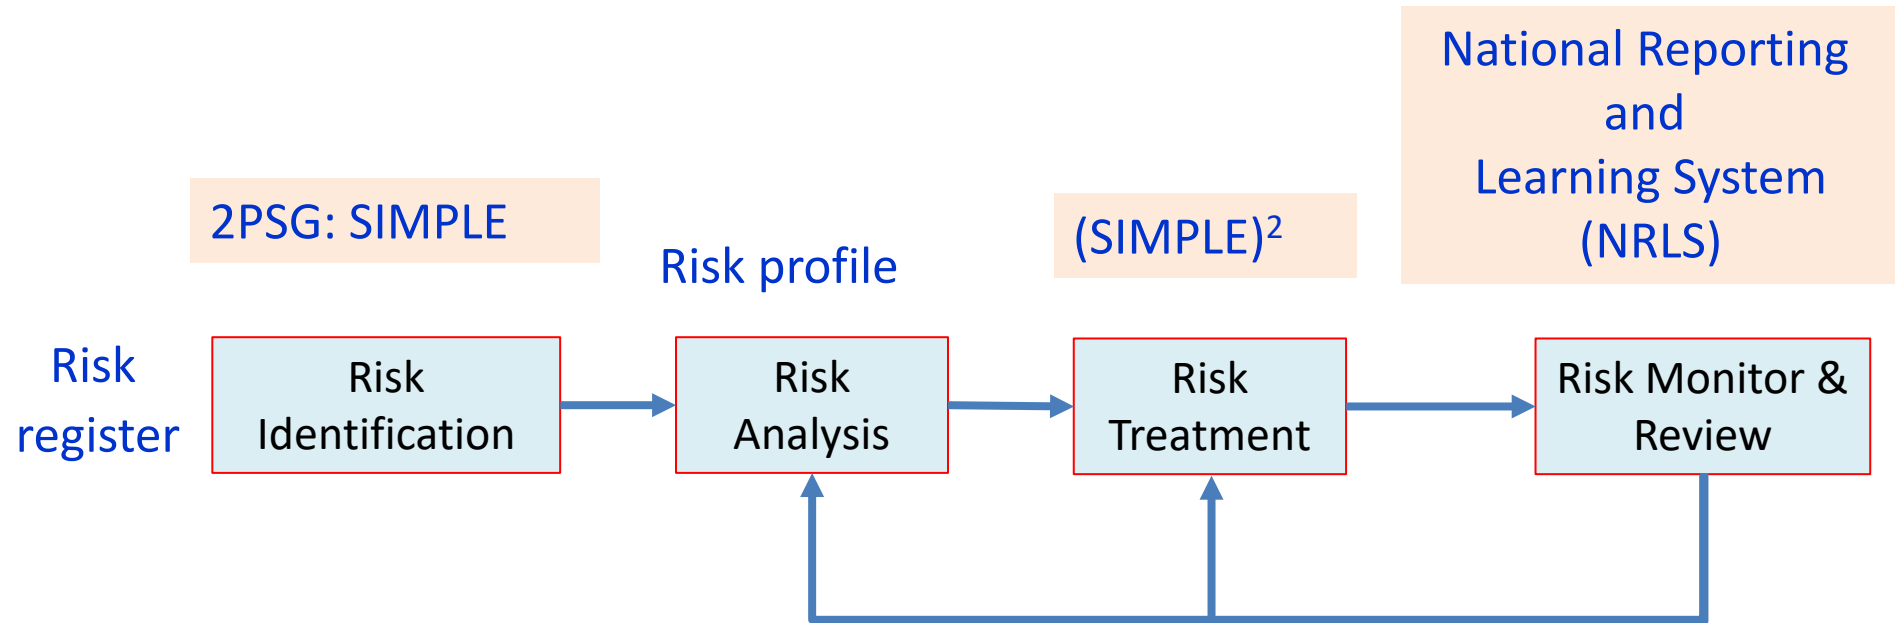 National Reporting
and
Learning System
(NRLS)
2PSG: SIMPLE
(SIMPLE)²
Risk profile
Risk
register
Risk
Identification
Risk
Analysis
Risk
Treatment
Risk Monitor &
Review